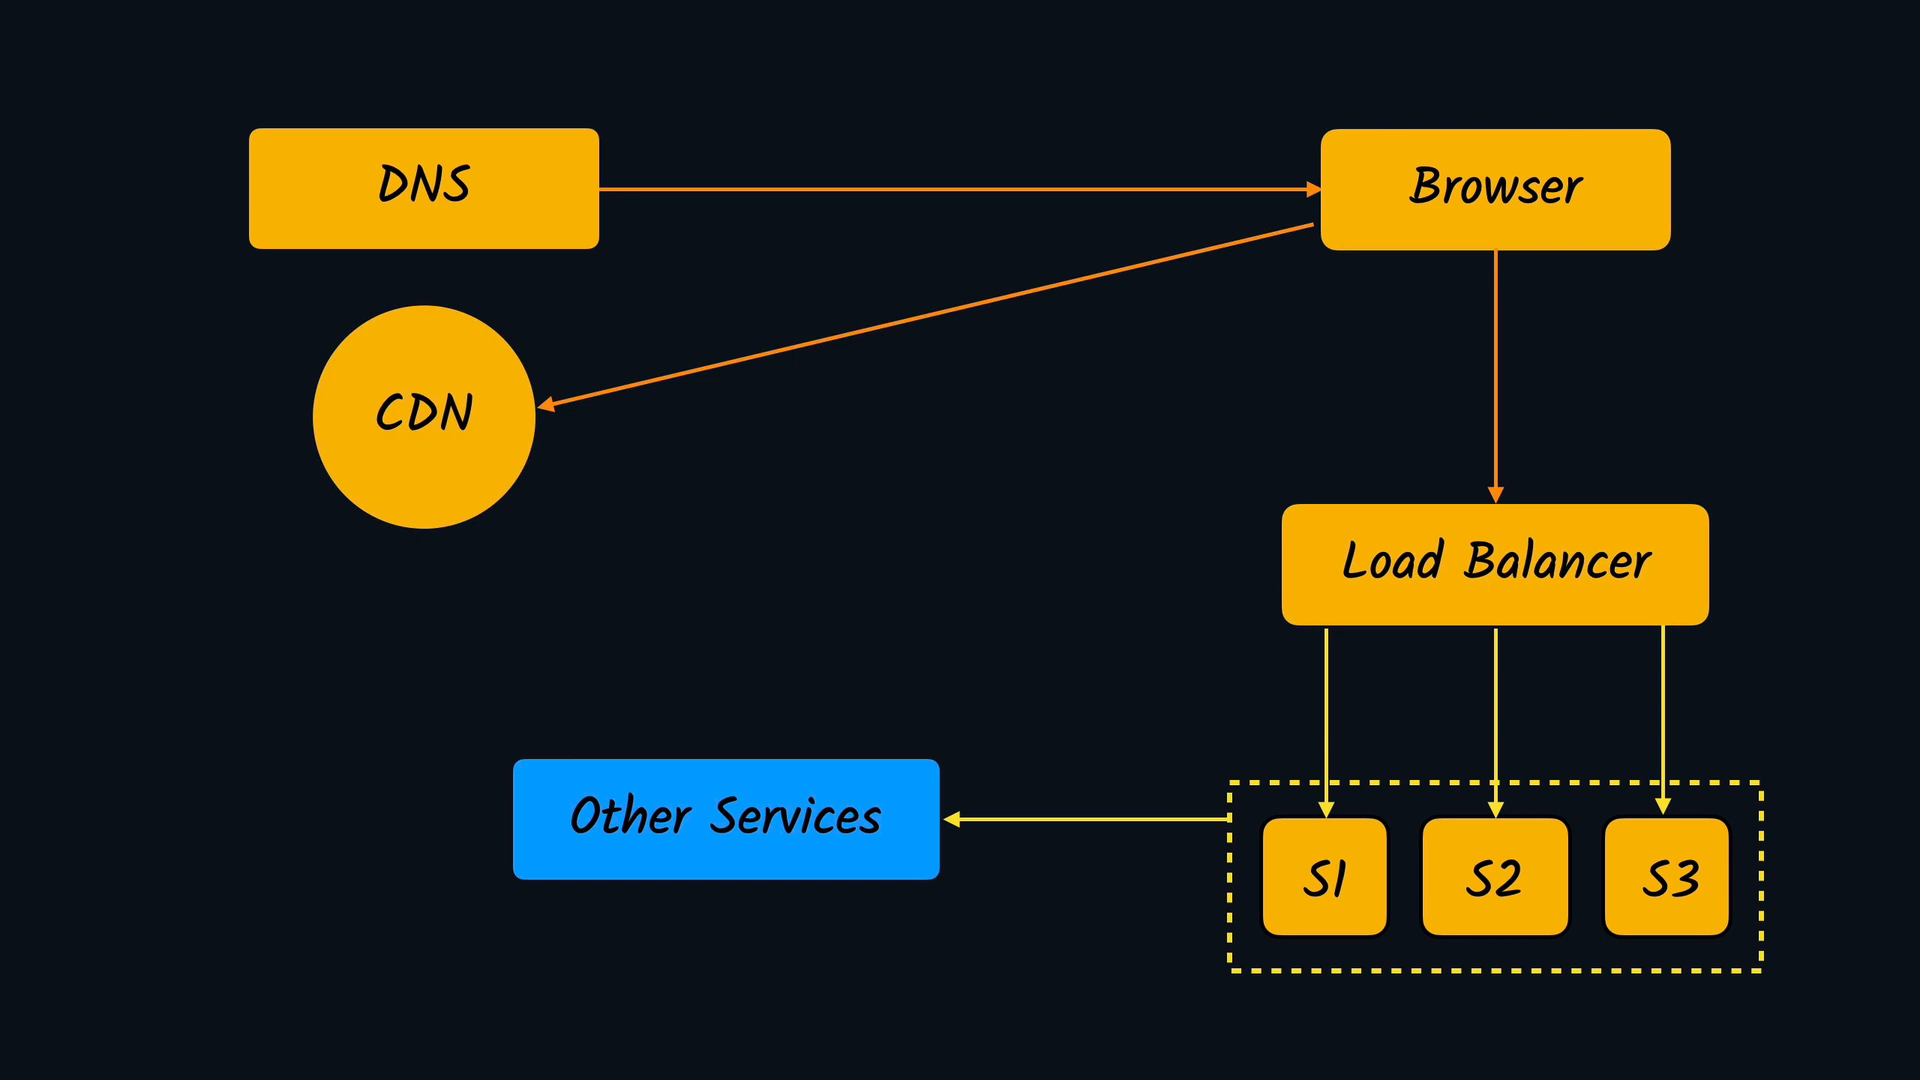 DNS
Browser
CDN
Load Balancer
Other Services
S1
S2
S3